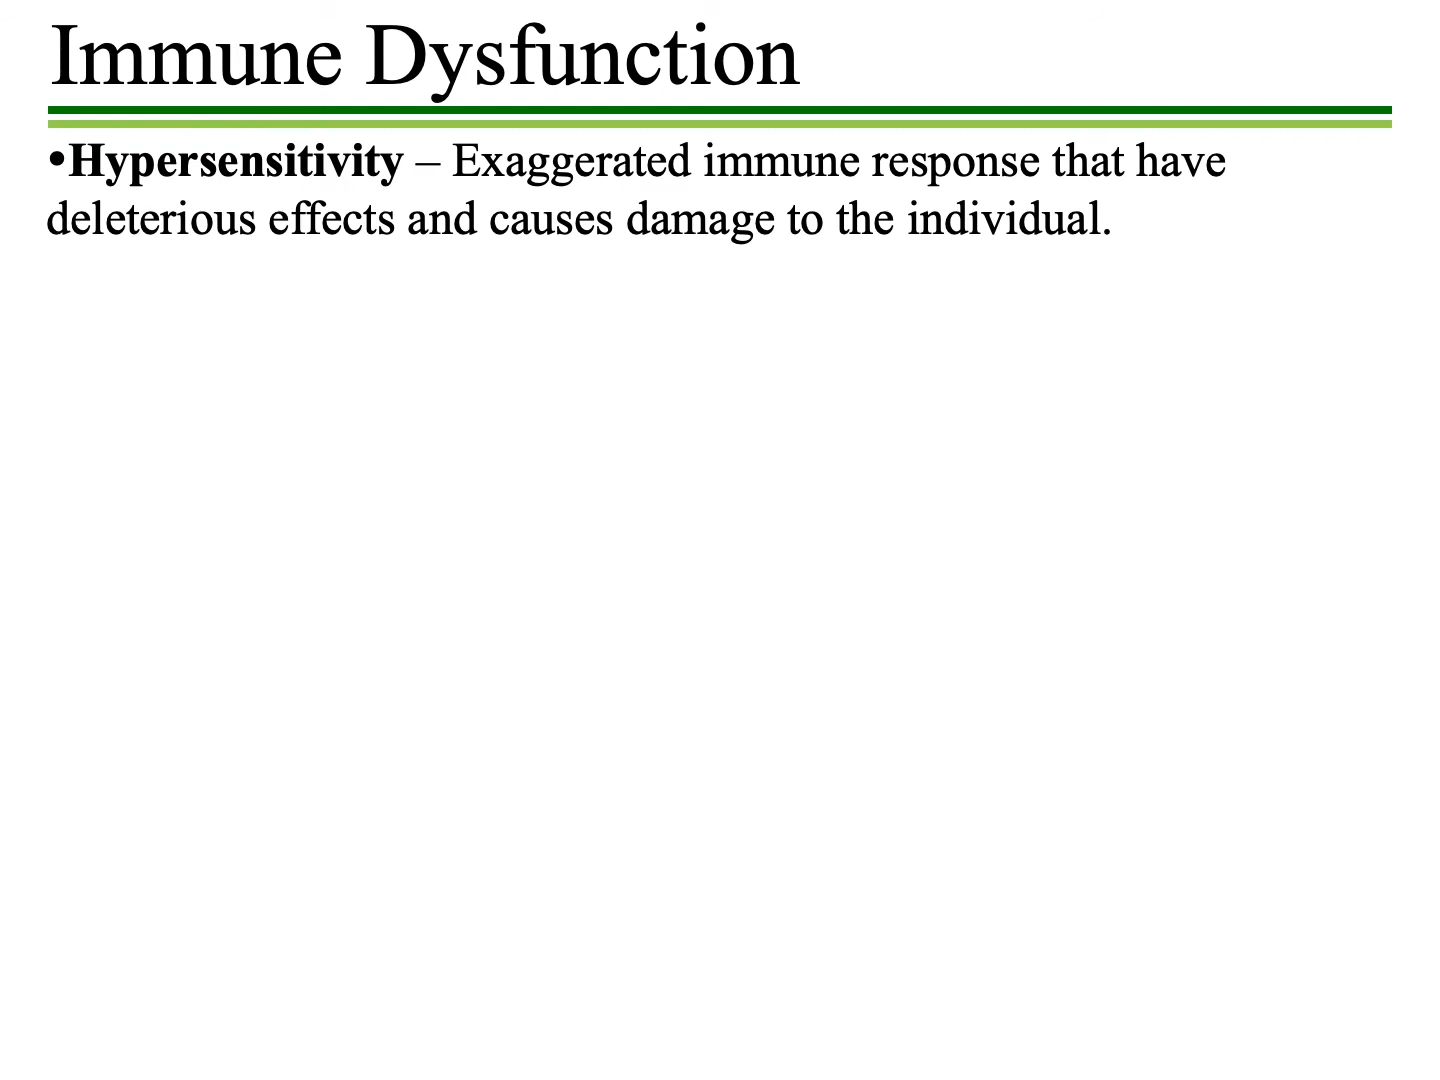 Immune Dysfunction
•Hypersensitivity – Exaggerated immune response that have
deleterious effects and causes damage to the individual.